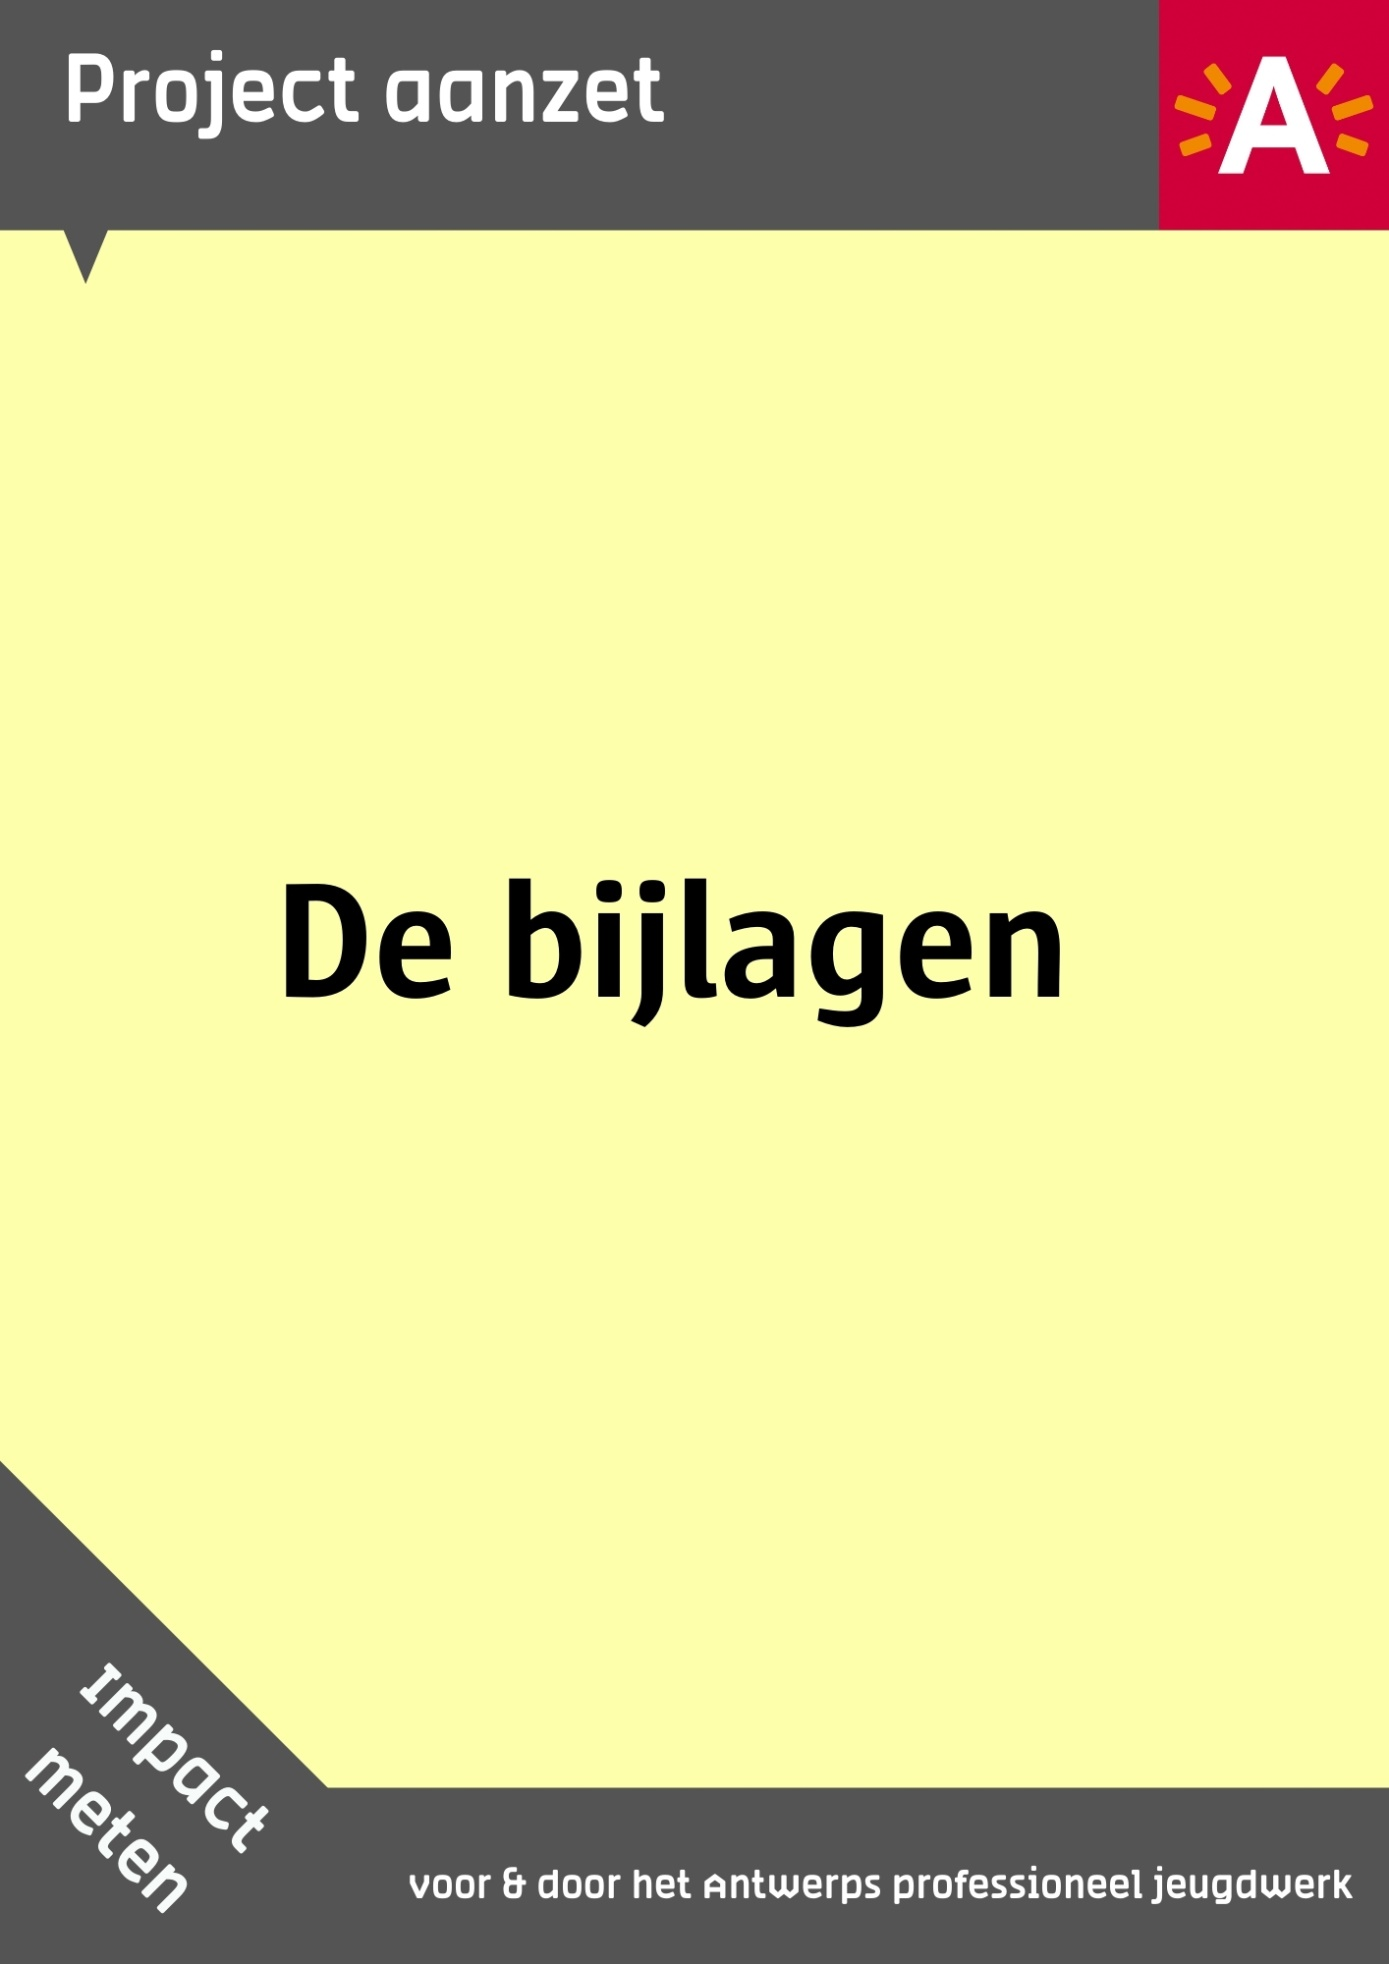 Project aanzet
A
De bijlagen
Impact
meten
voor & door het Antwerps professioneel jeugdwerk